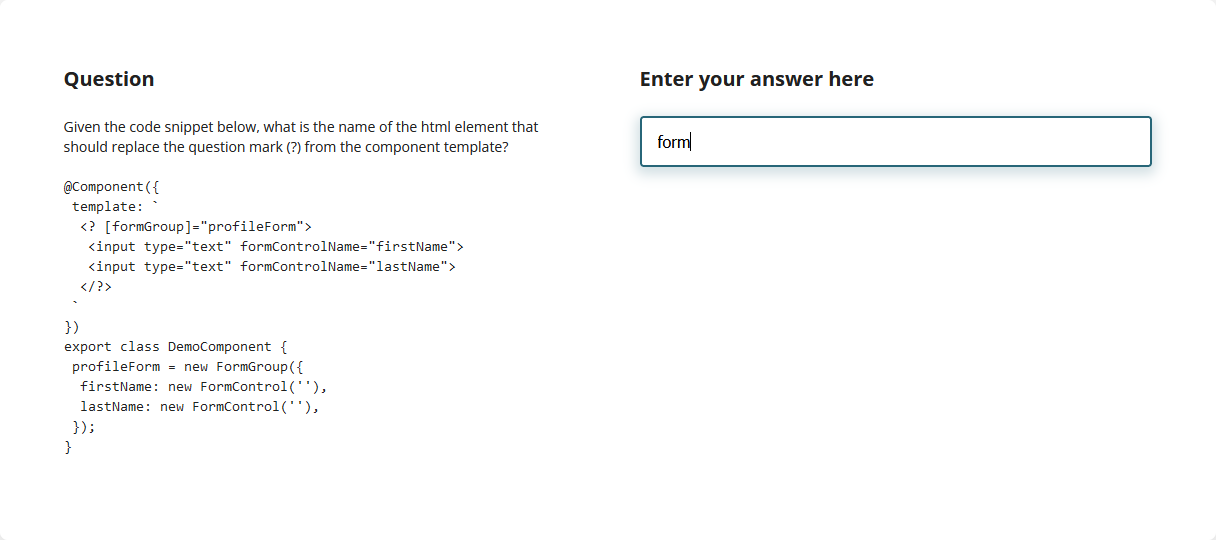 Question
Given the code snippet below, what is the name of the html element that
should replace the question mark (?) from the component template?
@Component({
 template: `
  <? [formGroup]="profileForm">
   <input type="text" formControlName="firstName">
   <input type="text" formControlName="lastName">
  </?>
 `
})
export class DemoComponent {
 profileForm = new FormGroup({
  firstName: new FormControl(''),
  lastName: new FormControl(''),
 });
}
Enter your answer here
form